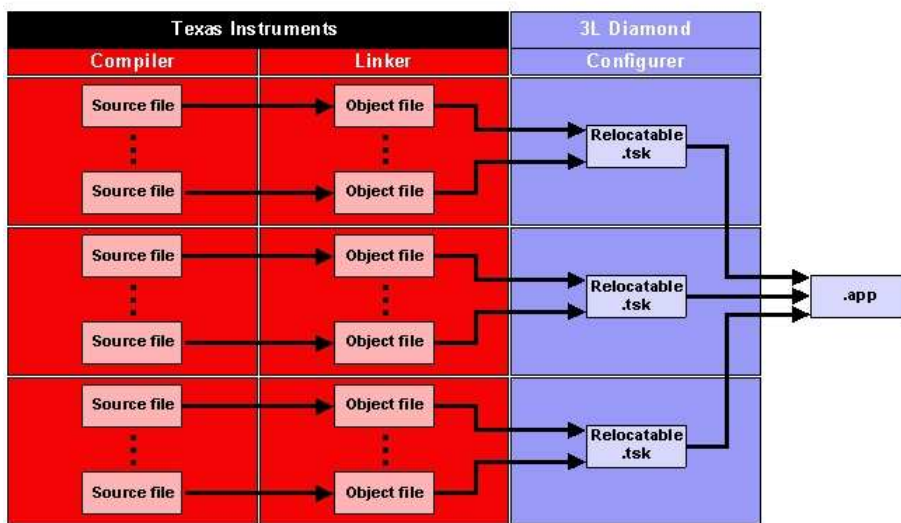 Texas Instruments
3L Diamond
Compiler
Linker
Configurer
Source file
Object file
Relocatable
.tsk
Source file
Object file
Source file
Object file
Relocatable
.tsk
.app
Source file
Object file
Source file
Object file
Relocatable
.tsk
Source file
Object file